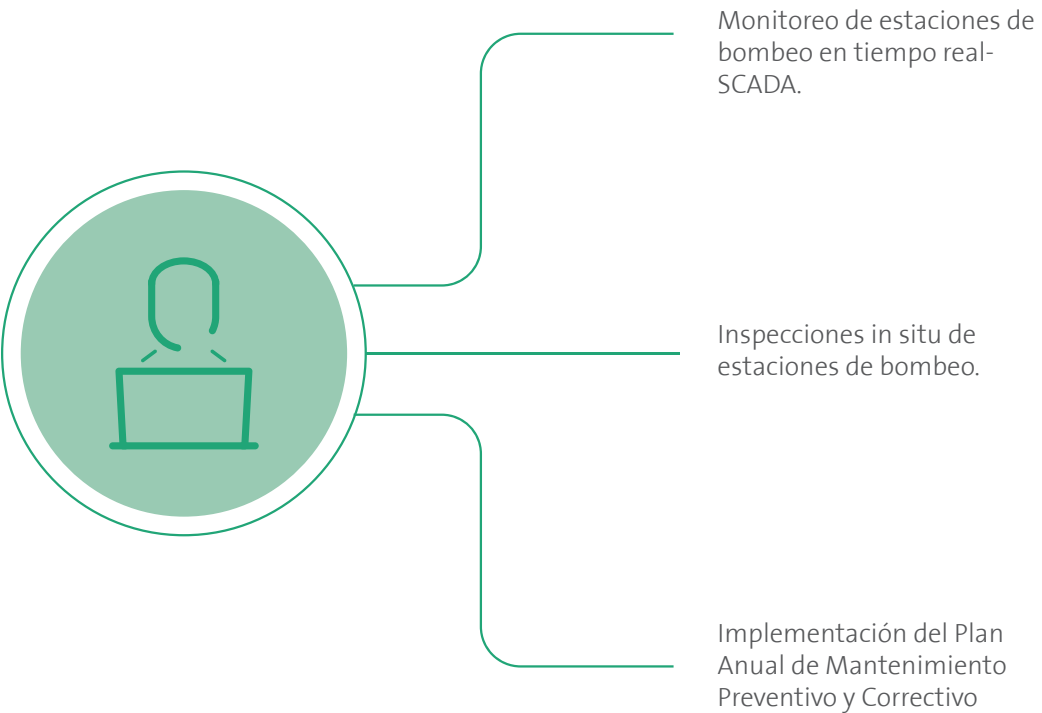 Monitoreo de estaciones de
bombeo en tiempo real-
SCADA.
Inspecciones in situ de
estaciones de bombeo.
Implementación del Plan
Anual de Mantenimiento
Preventivo y Correctivo